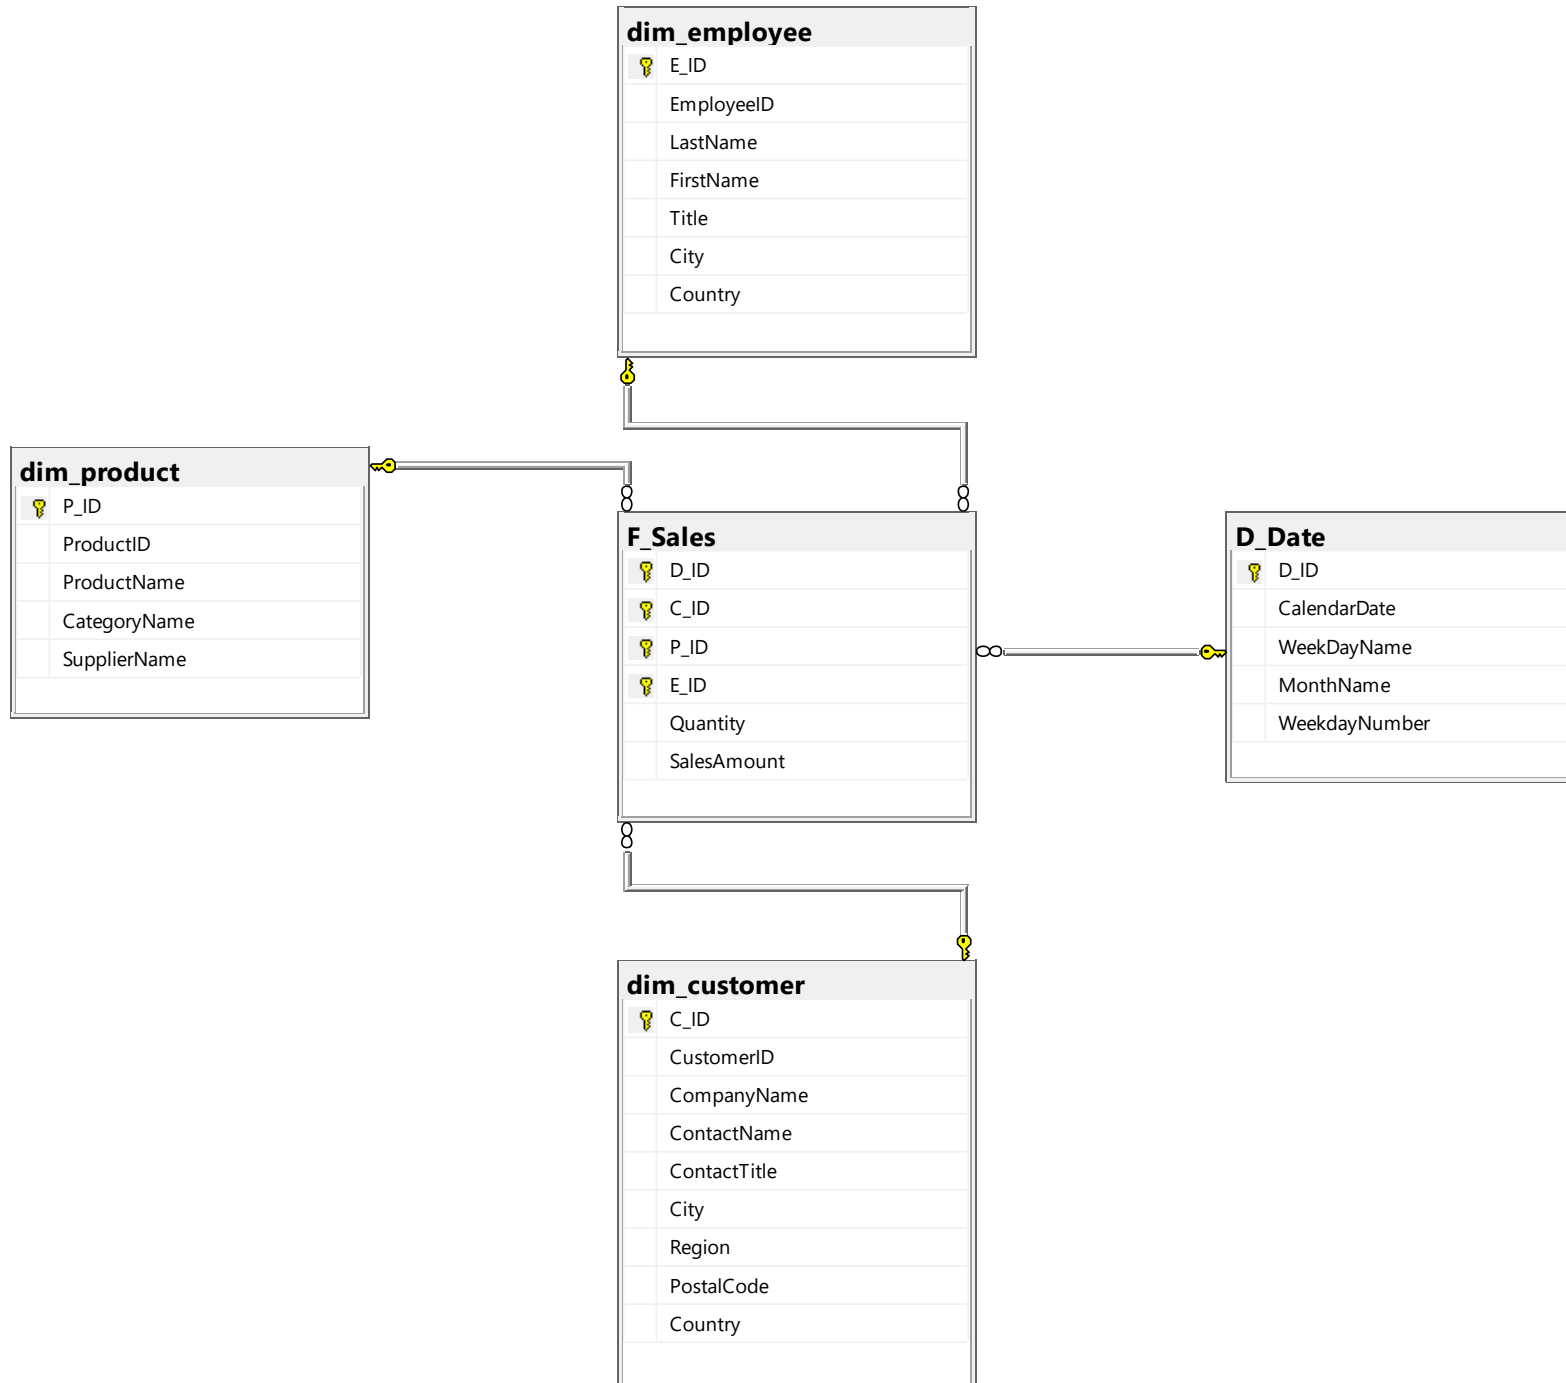 dim_employee
E_ID
EmployeeID
LastName
FirstName
Title
City
Country
dim_product
P_ID
ProductID
ProductName
CategoryName
SupplierName
F_Sales
D_ID
C_ID
P_ID
E_ID
Quantity
SalesAmount
D_Date
D_ID
CalendarDate
WeekDayName
MonthName
WeekdayNumber
dim_customer
C_ID
CustomerID
CompanyName
ContactName
ContactTitle
City
Region
PostalCode
Country